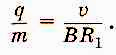 q/m = υ/BR₁.